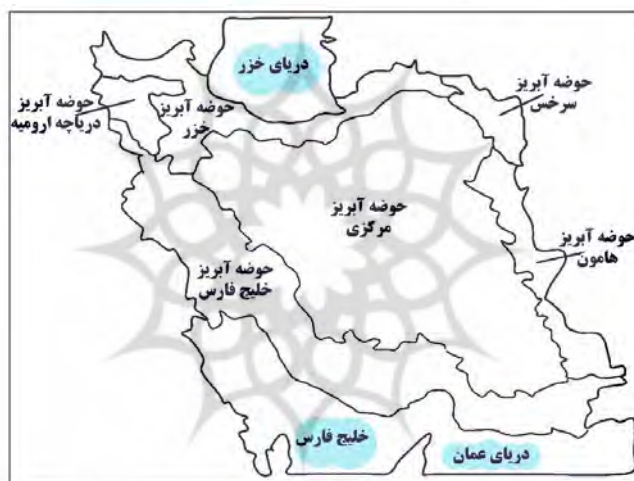 دریای خزر
حوضه آبریز
سرخس
حوضه آبریز
دریاچه ارومیه
حوضه آبریز
خزر
حوضه آبریز
مرکزی
حوضه آبریز
هامون
حوضه آبریز
خلیج فارس
خلیج فارس
دریای عمان